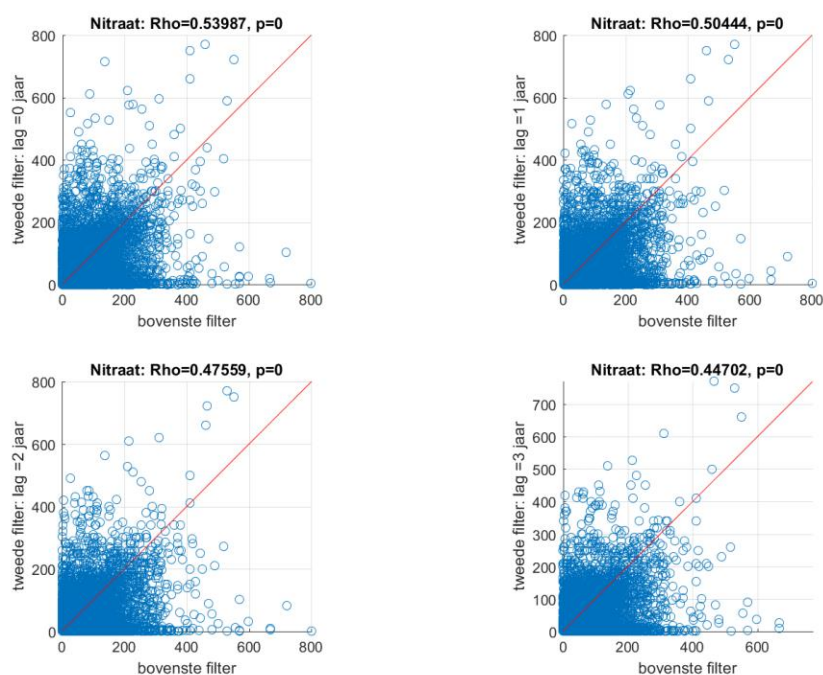 Nitraat: Rho=0.53987, p=0
800
600
400
200
0
tweede filter: lag =0 jaar
0 200 400 600 800
bovenste filter
Nitraat: Rho=0.50444, p=0
800
600
400
200
0
tweede filter: lag =1 jaar
0 200 400 600 800
bovenste filter
Nitraat: Rho=0.47559, p=0
800
600
400
200
0
tweede filter: lag =2 jaar
0 200 400 600 800
bovenste filter
Nitraat: Rho=0.44702, p=0
700
600
500
400
300
200
100
0
tweede filter: lag =3 jaar
0 200 400 600
bovenste filter